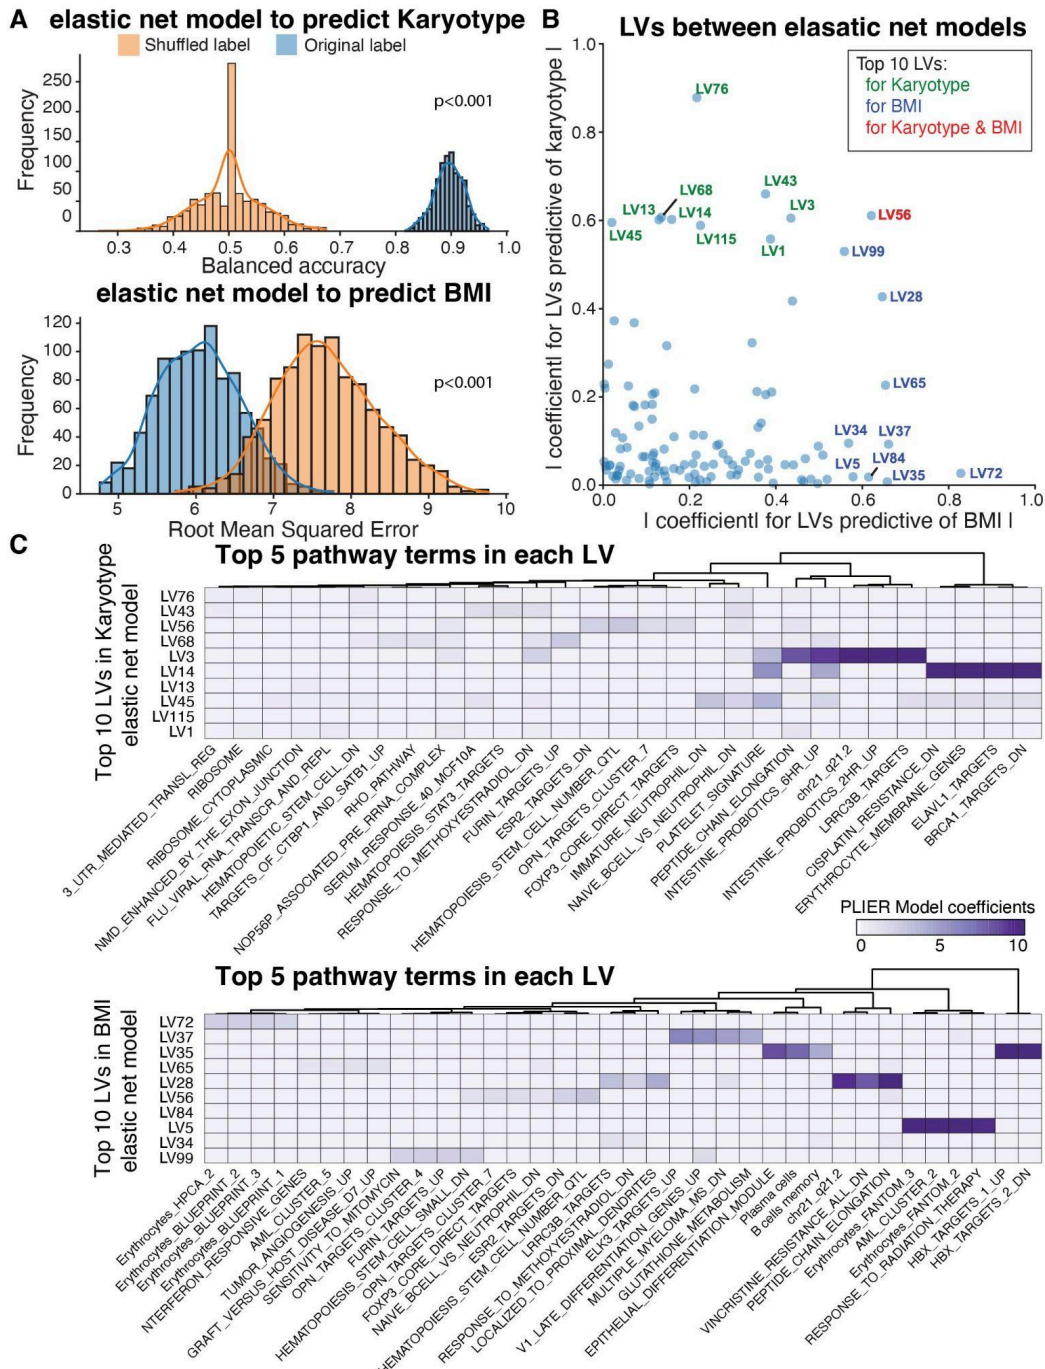 A
elastic net model to predict Karyotype
Shuffled label
Original label
Frequency
250
200
150
100
50
0
p<0.001
0.3 0.4 0.5 0.6 0.7 0.8 0.9 1.0
Balanced accuracy
elastic net model to predict BMI
Frequency
120
100
80
60
40
20
0
p<0.001
5 6 7 8 9 10
Root Mean Squared Error
B
LVs between elasatic net models
| coefficient| for LVs predictive of karyotype |
1.0
0.8
0.6
0.4
0.2
0.0
Top 10 LVs:
for Karyotype
for BMI
for Karyotype & BMI
LV76
LV43
LV68
LV13
LV14
LV3
LV56
LV45
LV115
LV1
LV99
LV28
LV65
LV34
LV37
LV5
LV84
LV35
LV72
0.0 0.2 0.4 0.6 0.8 1.0
| coefficient| for LVs predictive of BMI |
C
Top 5 pathway terms in each LV
Top 10 LVs in Karyotype
elastic net model
LV76
LV43
LV56
LV68
LV3
LV14
LV13
LV45
LV115
LV1
3_UTR_MEDIATED_TRANSL_REG
RIBOSOME
RIBOSOME_CYTOPLASMIC
NMD_ENHANCED_BY_THE_EXON_JUNCTION
FLU_VIRAL_RNA_TRANSCR_AND_REPL
HEMATOPOIETIC_STEM_CELL_DN
TARGETS_OF_CTBP1_AND_SATB1_UP
RHO_PATHWAY
NOP56P_ASSOCIATED_PRE_RRNA_COMPLEX
SERUM_RESPONSE_40_MCF10A
HEMATOPOIESIS_STAT3_TARGETS
RESPONSE_TO_METHOXYESTRADIOL_DN
FURIN_TARGETS_UP
ESR2_TARGETS_DN
HEMATOPOIESIS_STEM_CELL_NUMBER_QTL
OPN_TARGETS_CLUSTER_7
FOXP3_CORE_DIRECT_TARGETS
IMMATURE_NEUTROPHIL_DN
NAIVE_BCELL_VS_NEUTROPHIL_DN
PLATELET_SIGNATURE
PEPTIDE_CHAIN_ELONGATION
INTESTINE_PROBIOTICS_6HR_UP
chr21_q21.2
INTESTINE_PROBIOTICS_2HR_UP
LRRC3B_TARGETS
CISPLATIN_RESISTANCE_DN
ERYTHROCYTE_MEMBRANE_GENES
ELAVL1_TARGETS
BRCA1_TARGETS_DN
PLIER Model coefficients
0 5 10
Top 5 pathway terms in each LV
Top 10 LVs in BMI
elastic net model
LV72
LV37
LV35
LV65
LV28
LV56
LV84
LV5
LV34
LV99
Erythrocytes_HPCA_2
Erythrocytes_BLUEPRINT_2
Erythrocytes_BLUEPRINT_3
Erythrocytes_BLUEPRINT_1
NTERFERON_RESPONSIVE_GENES
AML_CLUSTER_5
TUMOR_ANGIOGENESIS_UP
GRAFT_VERSUS_HOST_DISEASE_D7_UP
SENSITIVITY_TO_MITOMYCIN
OPN_TARGETS_CLUSTER_4
FURIN_TARGETS_UP
HEMATOPOIESIS_STEM_CELL_SMALL_DN
OPN_TARGETS_CLUSTER_7
FOXP3_CORE_DIRECT_TARGETS
NAIVE_BCELL_VS_NEUTROPHIL_DN
ESR2_TARGETS_DN
HEMATOPOIESIS_STEM_CELL_NUMBER_QTL
LRRC3B_TARGETS
RESPONSE_TO_METHOXYESTRADIOL_DN
LOCALIZED_TO_PROXIMAL_DENDRITES
ELK3_TARGETS_UP
V1_LATE_DIFFERENTIATION_GENES_UP
MULTIPLE_MYELOMA_MS_DN
GLUTATHIONE_METABOLISM
EPITHELIAL_DIFFERENTIATION_MODULE
Plasma cells
B cells memory
chr21_q21.2
VINCRISTINE_RESISTANCE_ALL_DN
PEPTIDE_CHAIN_ELONGATION
Erythrocytes_FANTOM_3
AML_CLUSTER_2
Erythrocytes_FANTOM_2
RESPONSE_TO_RADIATION_THERAPY
HBX_TARGETS_1_UP
HBX_TARGETS_2_DN